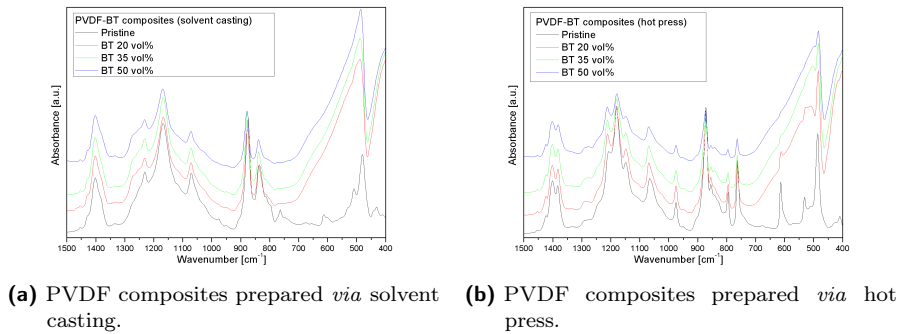 PVDF-BT composites (solvent casting)
Pristine
BT 20 vol%
BT 35 vol%
BT 50 vol%
Absorbance [a.u.]
1500 1400 1300 1200 1100 1000 900 800 700 600 500 400
Wavenumber [cm-1]
(a) PVDF composites prepared via solvent
casting.
PVDF-BT composites (hot press)
Pristine
BT 20 vol%
BT 35 vol%
BT 50 vol%
Absorbance [a.u.]
1500 1400 1300 1200 1100 1000 900 800 700 600 500 400
Wavenumber [cm-1]
(b) PVDF composites prepared via hot
press.